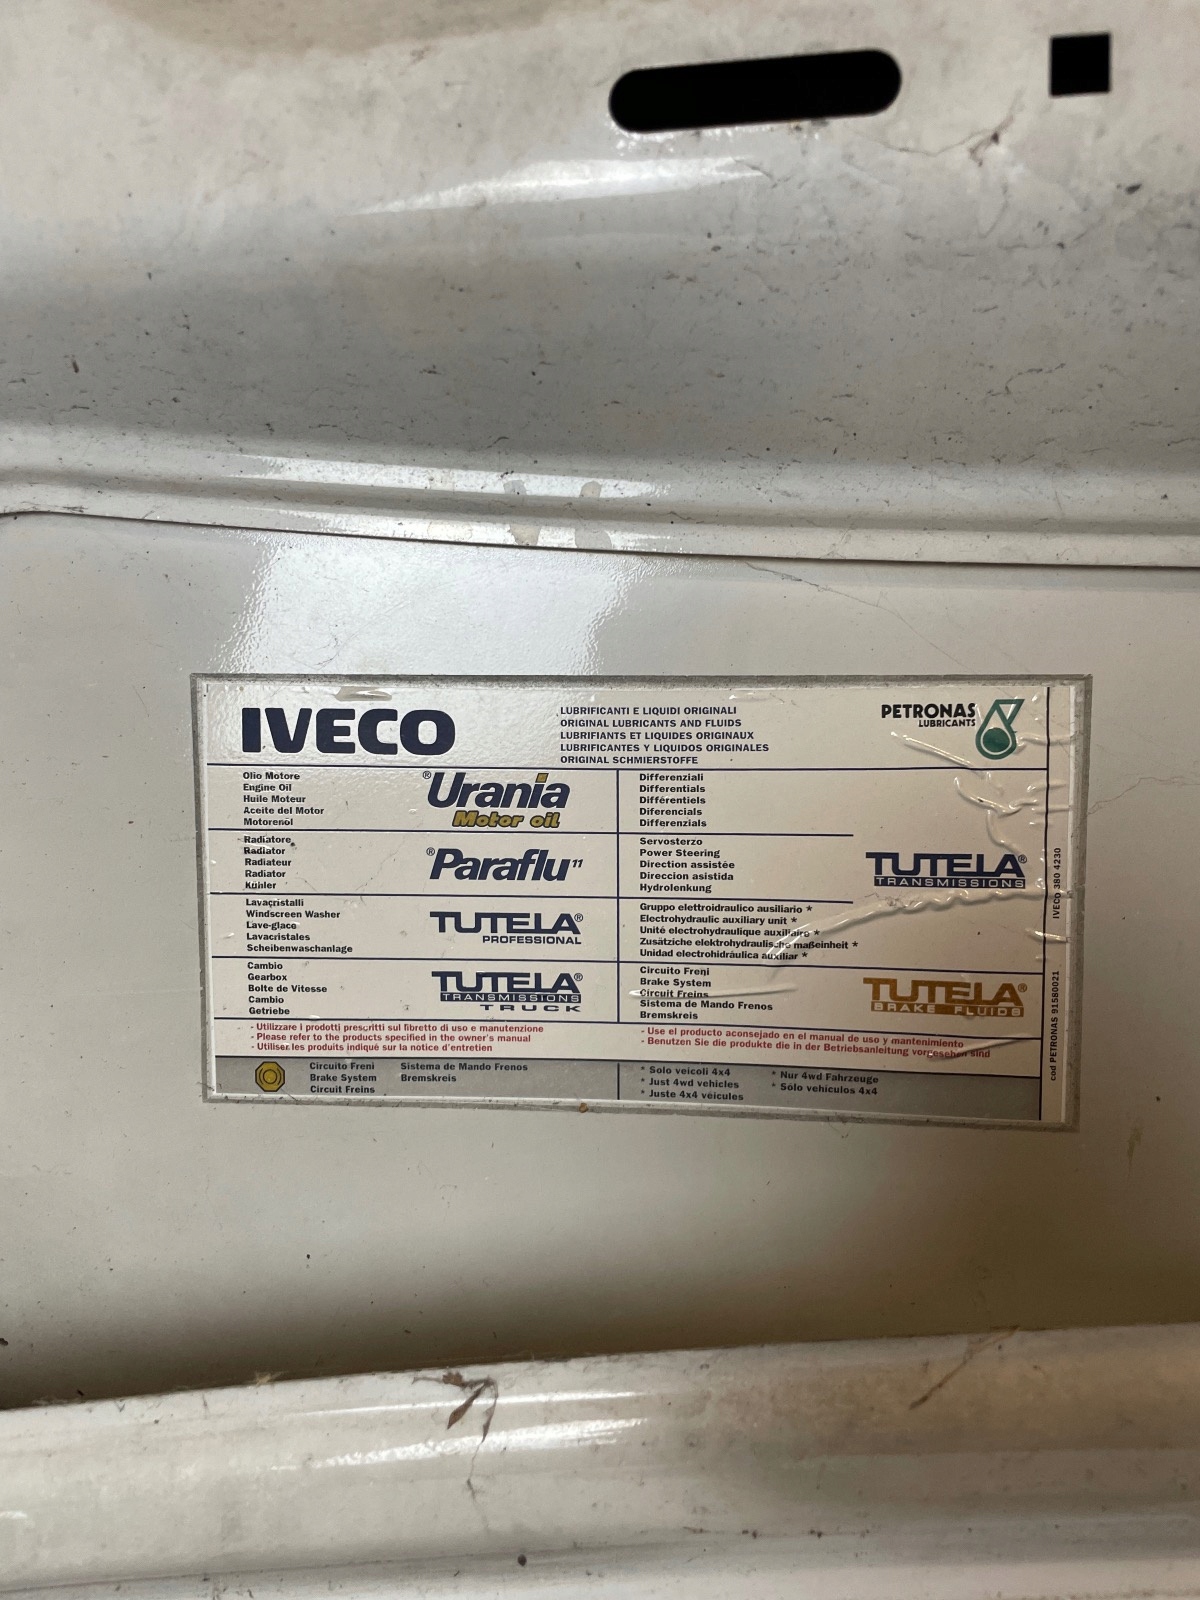 IVECO
LUBRIFICANTI E LIQUIDI ORIGINALI
ORIGINAL LUBRICANTS AND FLUIDS
LUBRIFIANTS ET LIQUIDES ORIGINAUX
LUBRIFICANTES Y LIQUIDOS ORIGINALES
ORIGINAL SCHMIERSTOFFE
PETRONAS
LUBRICANTS
Olio Motore
Engine Oil
Huile Moteur
Aceite del Motor
Motorenöl
®Urania
Motor oil
Radiatore
Radiator
Radiateur
Radiator
Kühler
®Paraflu11
Lavacristalli
Windscreen Washer
Lave-glace
Lavacristales
Scheibenwaschanlage
TUTELA®
PROFESSIONAL
Cambio
Gearbox
Boîte de Vitesse
Cambio
Getriebe
TUTELA®
TRANSMISSIONS
TRUCK
Differenziali
Differentials
Différentiels
Diferencials
Differenzials
Servosterzo
Power Steering
Direction assistée
Direccion asistida
Hydrolenkung
Gruppo elettroidraulico ausiliario *
Electrohydraulic auxiliary unit *
Unité electrohydraulique auxiliaire *
Zusätziche elektrohydraulische maßeinheit *
Unidad electrohidráulica auxiliar *
TUTELA®
TRANSMISSIONS
Circuito Freni
Brake System
Circuit Freins
Sistema de Mando Frenos
Bremskreis
TUTELA®
BRAKE FLUIDS
- Utilizzare i prodotti prescritti sul libretto di uso e manutenzione
- Please refer to the products specified in the owner's manual
- Utiliser les produits indiqué sur la notice d'entretien
- Use el producto aconsejado en el manual de uso y mantenimiento
- Benutzen Sie die produkte die in der Betriebsanleitung vorgesehen sind
Circuito Freni
Brake System
Circuit Freins
Sistema de Mando Frenos
Bremskreis
* Solo veicoli 4x4
* Just 4wd vehicles
* Juste 4x4 véicules
* Nur 4wd Fahrzeuge
* Sólo vehículos 4x4
IVECO 380 4230
cod PETRONAS 91580021